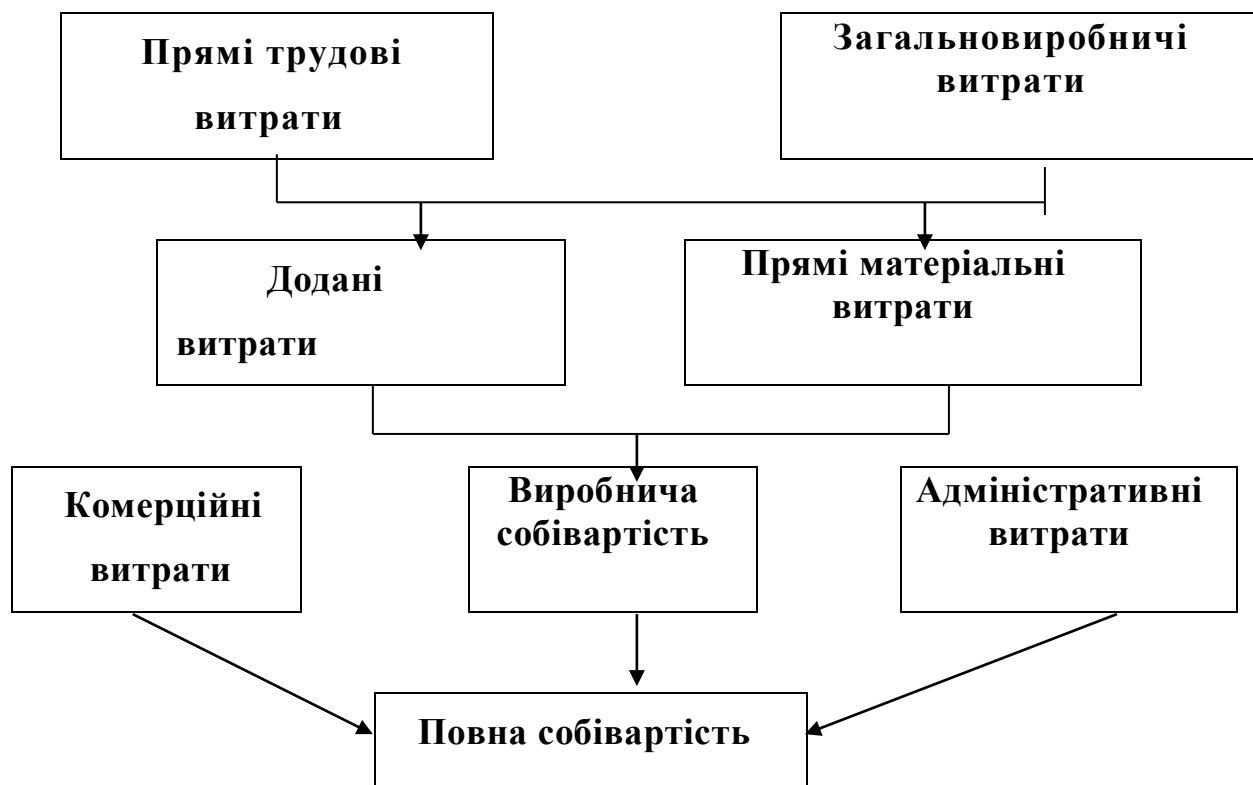 Прямі трудові
витрати
Загальновиробничі
витрати
Додані
витрати
Прямі матеріальні
витрати
Комерційні
витрати
Виробнича
собівартість
Адміністративні
витрати
Повна собівартість